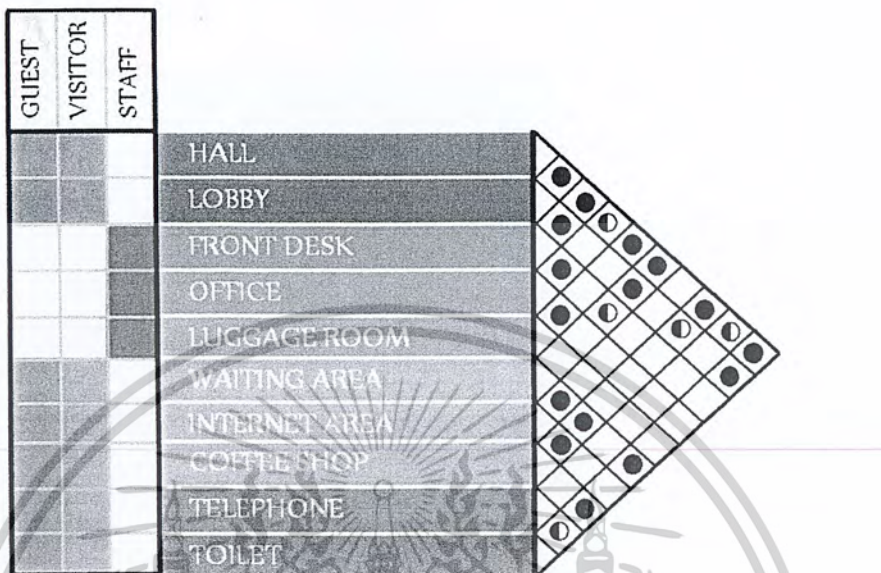 GUEST
VISITOR
STAFF
HALL
LOBBY
FRONT DESK
OFFICE
LUGGAGE ROOM
WAITING AREA
INTERNET AREA
COFFEE SHOP
TELEPHONE
TOILET